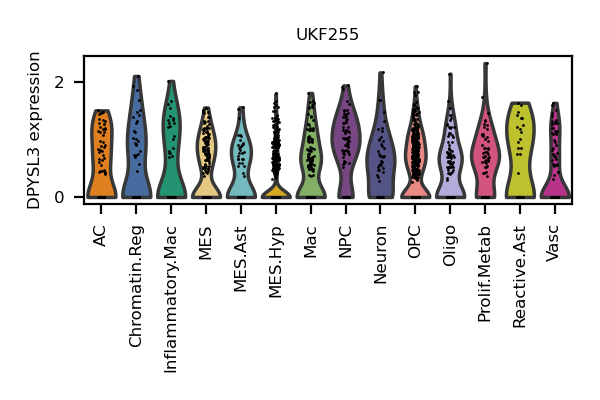 UKF255
DPYSL3 expression
2
0
AC
Chromatin.Reg
Inflammatory.Mac
MES
MES.Ast
MES.Hyp
Mac
NPC
Neuron
OPC
Oligo
Prolif.Metab
Reactive.Ast
Vasc